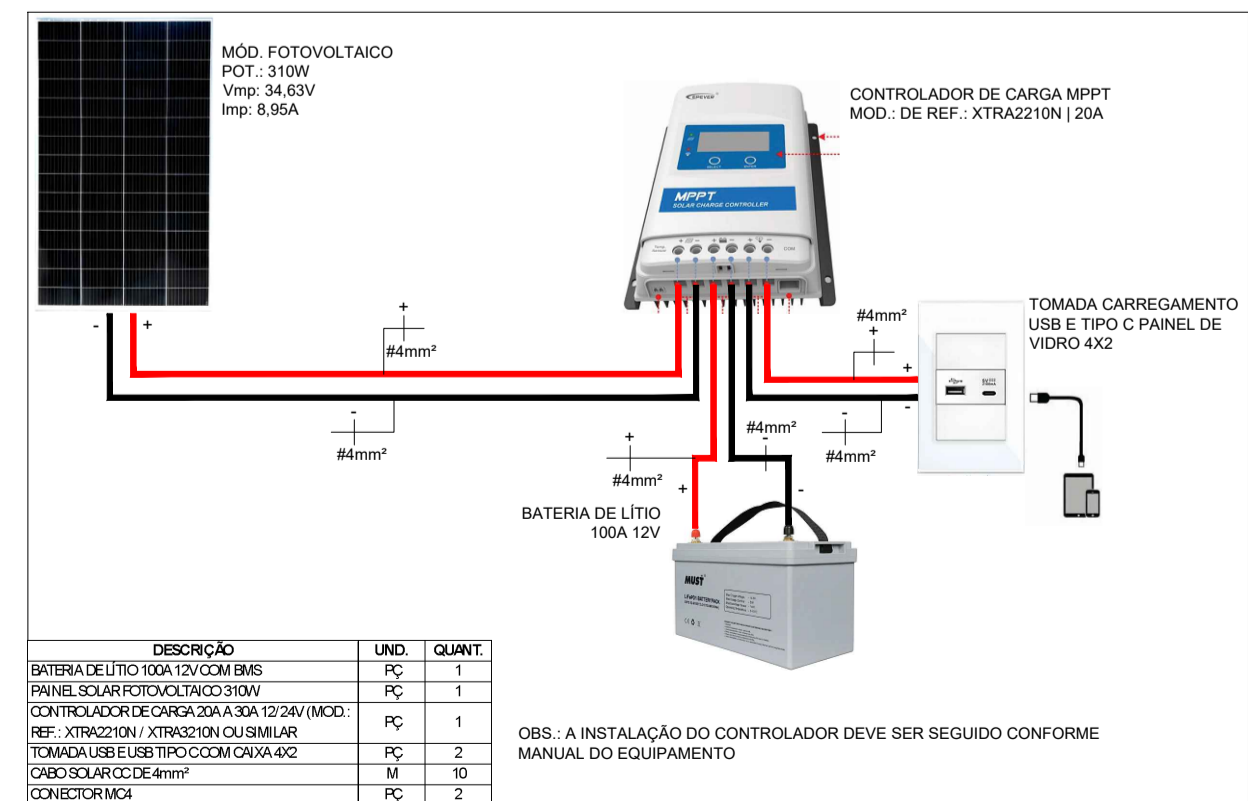 MÓD. FOTOVOLTAICO
POT.: 310W
Vmp: 34,63V
Imp: 8,95A
EPEVER
CONTROLADOR DE CARGA MPPT
MOD.: DE REF.: XTRA2210N | 20A
SELECT ENTER
MPPT
SOLAR CHARGE CONTROLLER
+ - + - + -
COM
- +
+
#4mm²
-
#4mm²
#4mm²
+
+
-
-
#4mm²
TOMADA CARREGAMENTO
USB E TIPO C PAINEL DE
VIDRO 4X2
+
#4mm²
#4mm²
-
+
-
BATERIA DE LÍTIO
100A 12V
MUST
DESCRIÇÃO UND. QUANT.
BATERIA DE LÍTIO 100A 12V COM BMS PÇ 1
PAINEL SOLAR FOTOVOLTAICO 310W PÇ 1
CONTROLADOR DE CARGA 20A A 30A 12/24V (MOD.:
REF.: XTRA2210N / XTRA3210N OU SIMILAR PÇ 1
TOMADA USB E USB TIPO C COM CAIXA 4X2 PÇ 2
CABO SOLAR CC DE 4mm² M 10
CONECTOR MC4 PÇ 2
OBS.: A INSTALAÇÃO DO CONTROLADOR DEVE SER SEGUIDO CONFORME
MANUAL DO EQUIPAMENTO